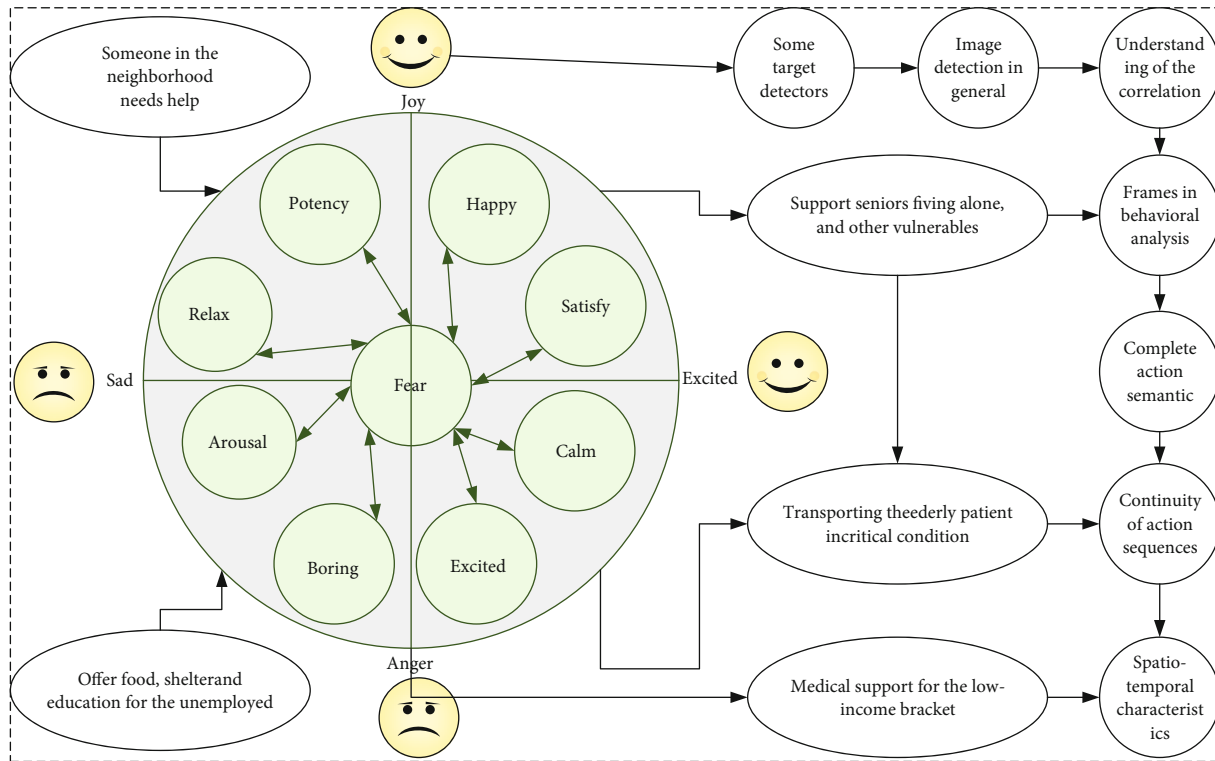 Someone in the
neighborhood
needs help
Joy
Some
target
detectors
Image
detection in
general
Understand
ing of the
correlation
Potency
Happy
Support seniors fiving alone,
and other vulnerables
Frames in
behavioral
analysis
Relax
Satisfy
Sad
Fear
Excited
Complete
action
semantic
Arousal
Calm
Transporting theederly patient
incritical condition
Continuity
of action
sequences
Boring
Excited
Anger
Offer food, shelterand
education for the unemployed
Medical support for the low-
income bracket
Spatio-
temporal
characterist
ics